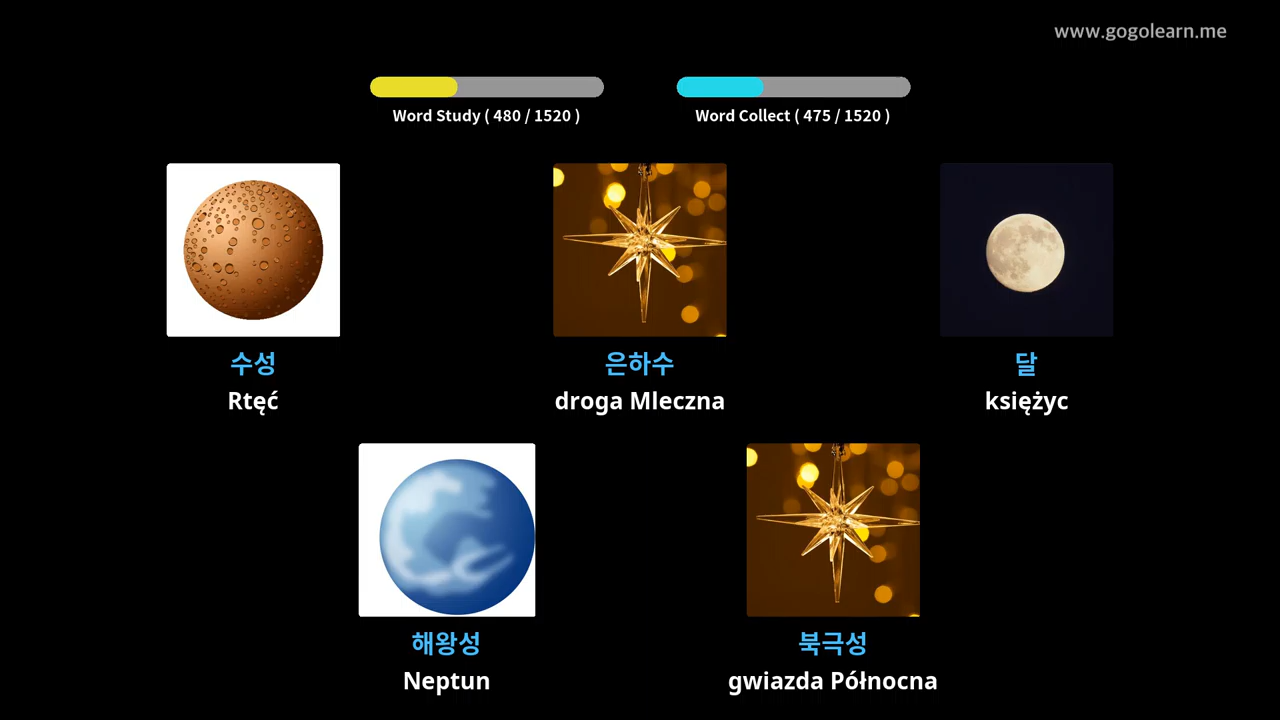 www.gogolearn.me
Word Study ( 480 / 1520 )
Word Collect ( 475 / 1520 )
수성
Rtęć
은하수
droga Mleczna
달
księżyc
해왕성
Neptun
북극성
gwiazda Północna